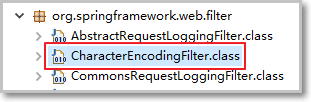 org.springframework.web.filter
AbstractRequestLoggingFilter.class
CharacterEncodingFilter.class
CommonsRequestLoggingFilter.class